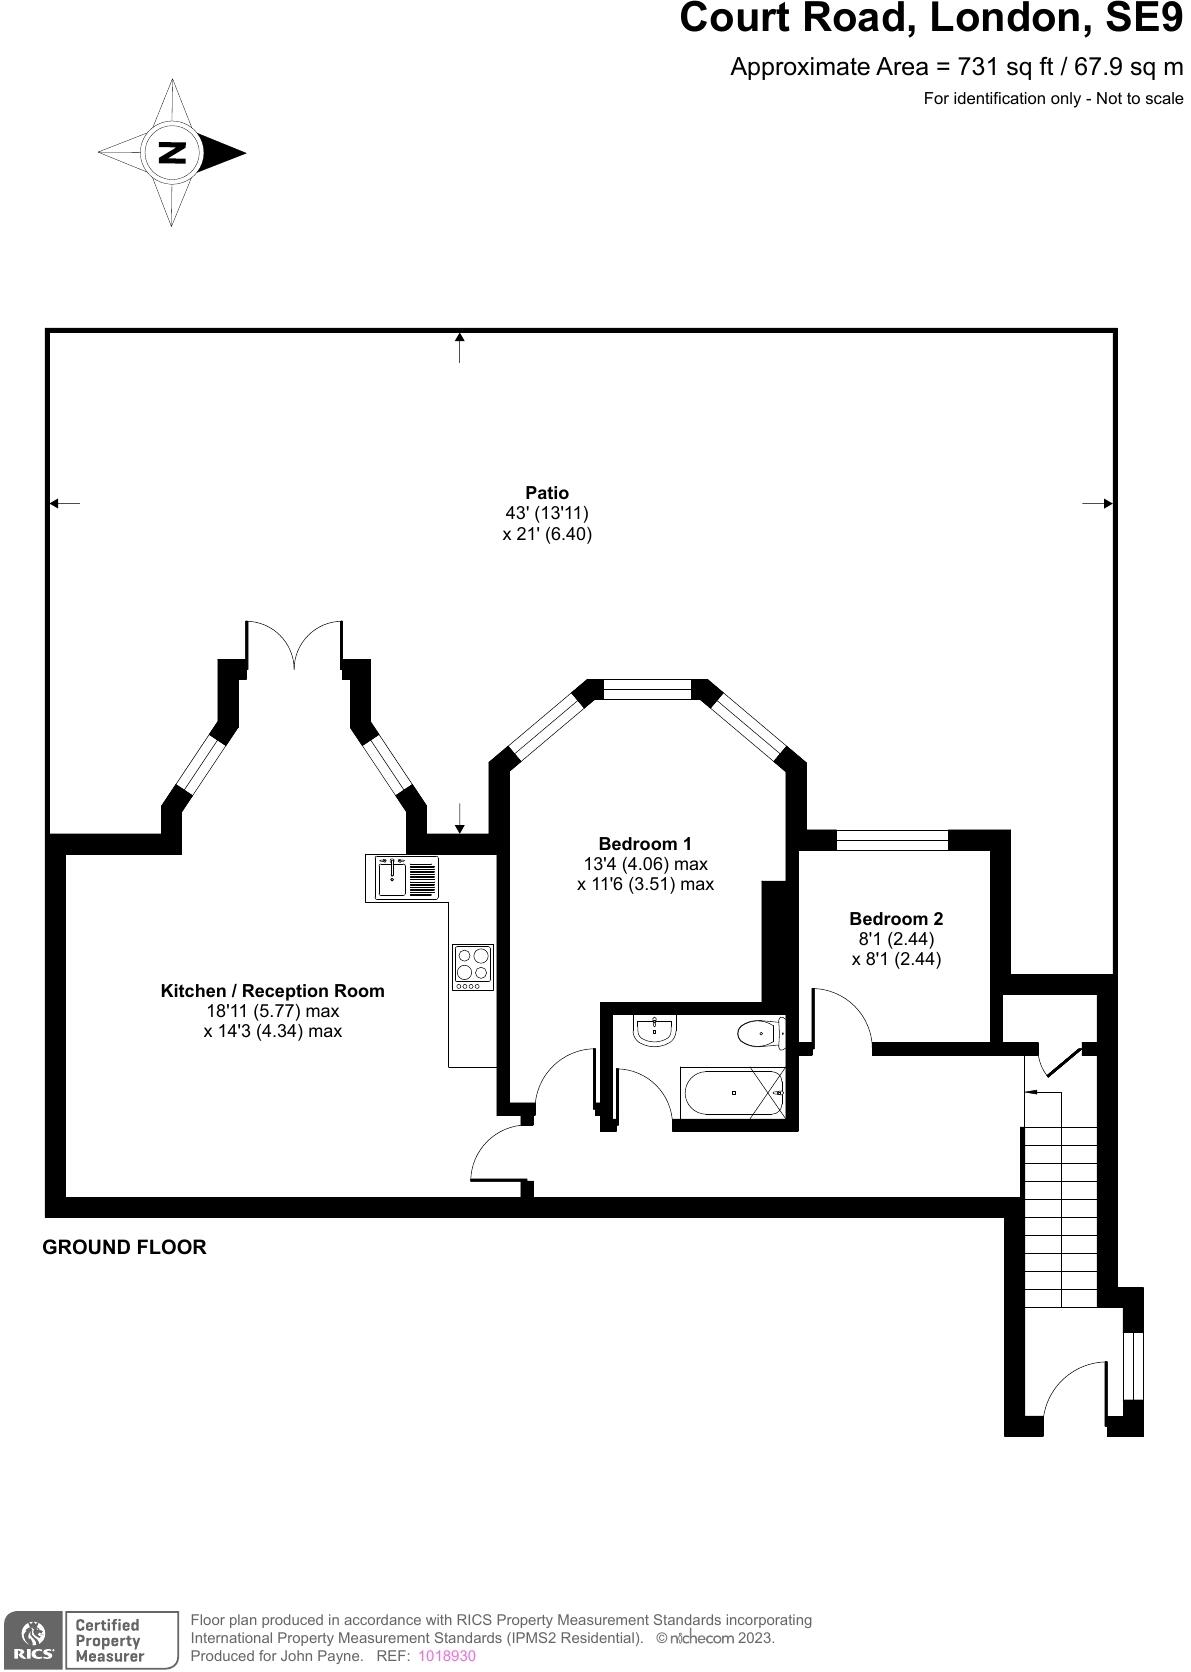 Court Road, London, SE9
Approximate Area = 731 sq ft / 67.9 sq m
For identification only - Not to scale
N
Patio
43' (13'11)
x 21' (6.40)
Bedroom 1
13'4 (4.06) max
x 11'6 (3.51) max
Bedroom 2
8'1 (2.44)
x 8'1 (2.44)
Kitchen / Reception Room
18'11 (5.77) max
x 14'3 (4.34) max
GROUND FLOOR
RICS
Certified
Property
Measurer
Floor plan produced in accordance with RICS Property Measurement Standards incorporating
International Property Measurement Standards (IPMS2 Residential). © nichecom 2023.
Produced for John Payne. REF: 1018930